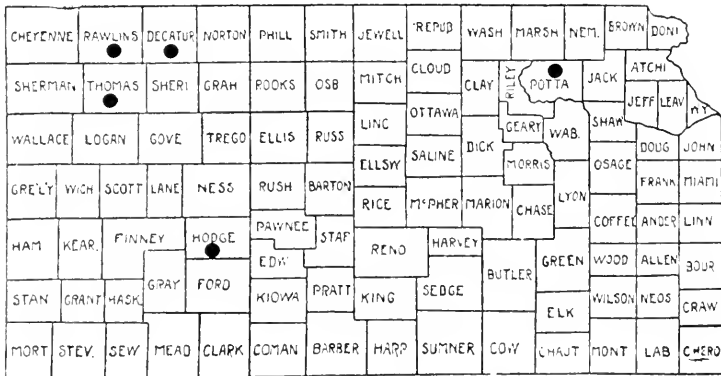 CHEYENNE RAWLINS DECATUR NORTON PHILL SMITH JEWELL REPUB WASH MARSH NEM. BROWN DONI
SHERMAN THOMAS SHERI. GRAH ROOKS OSB MITCH CLOUD CLAY RILEY POTTA JACK ATCHI
JEFF LEAV WY
OTTAWA
WALLACE LOGAN GOVE TREGO ELLIS RUSS LINC SALINE DICK GEARY WAB. SHAW DOUG JOHN
ELLSW MORRIS OSAGE
GRE'LY WICH SCOTT LANE NESS RUSH BARTON RICE McPHER MARION CHASE LYON FRANK MIAMI
COFFEY ANDER LINN
HAM KEAR. FINNEY HODGE PAWNEE STAF RENO HARVEY BUTLER GREEN WOOD ALLEN BOUR
EDW
STAN GRANT HASK. GRAY FORD KIOWA PRATT KING SEDGE ELK WILSON NEOS CRAW
MORT STEV. SEW MEAD CLARK COMAN BARBER HARP SUMNER COW CHAUT MONT LAB CHERO